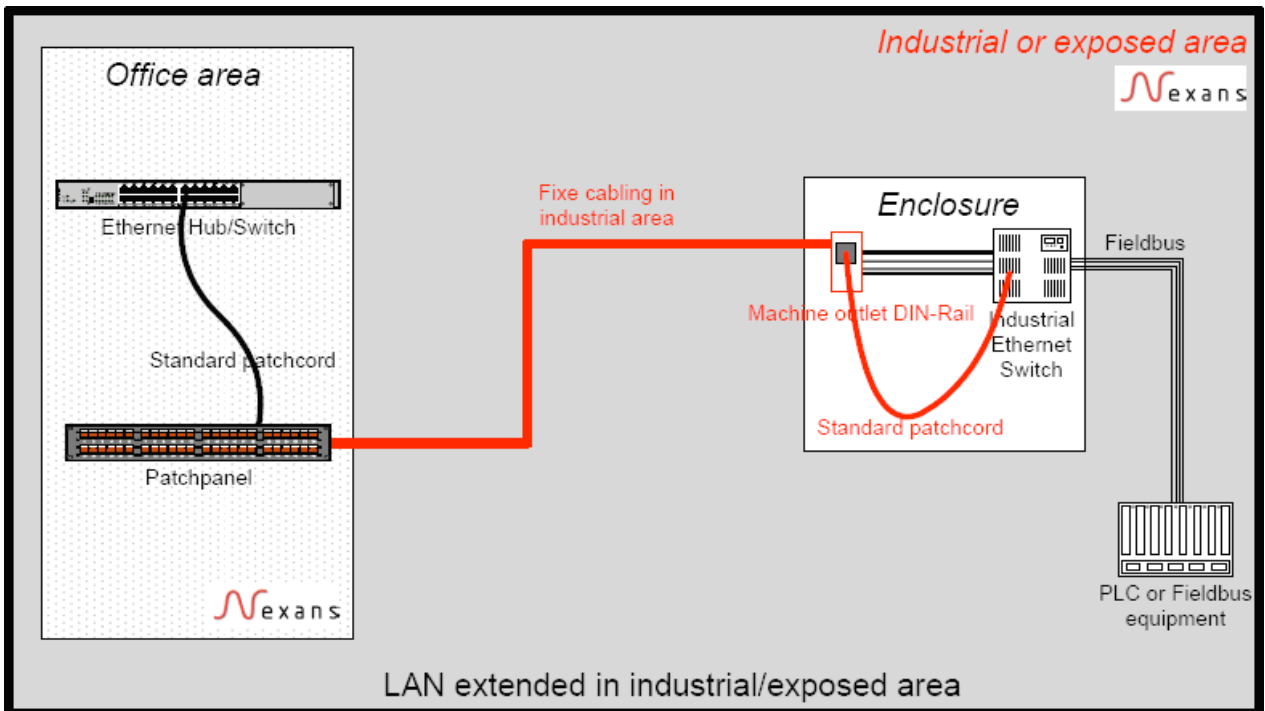 Industrial or exposed area
Nexans
Office area
Ethernet Hub/Switch
Standard patchcord
Patchpanel
Nexans
Fixe cabling in
industrial area
Enclosure
Machine outlet DIN-Rail
Industrial
Ethernet
Switch
Standard patchcord
Fieldbus
PLC or Fieldbus
equipment
LAN extended in industrial/exposed area